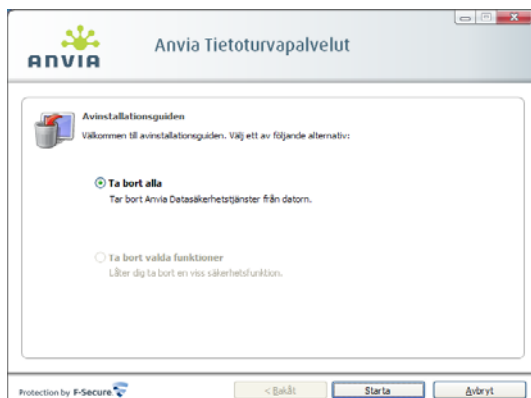 ANVIA
Anvia Tietoturvapalvelut
Avinstallationsguiden
Välkommen till avinstallationsguiden. Välj ett av följande alternativ:
Ta bort alla
Tar bort Anvia Datasäkerhetstjänster från datorn.
Ta bort valda funktioner
Låter dig ta bort en viss säkerhetsfunktion.
Protection by F-Secure
< Bakåt
Starta
Avbryt